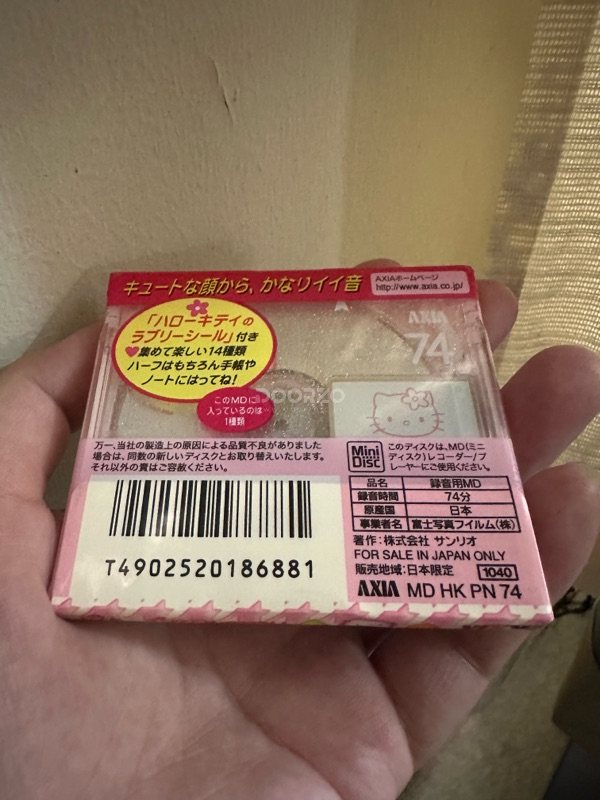 キュートな顔から、かなりイイ音
AXIAホームページ
http://www.axia.co.jp/
「ハローキティの
ラブリーシール」付き
♥集めて楽しい14種類
ハーフはもちろん手帳や
ノートにはってね!
このMDに
入っているのは…
1種類
AXIA
74
DOORZO
万一、当社の製造上の原因による品質不良がありました
場合は、同数の新しいディスクとお取り替えいたします。
それ以外の責はご容赦ください。
Mini
Disc
このディスクは、MD(ミニ
ディスク)レコーダー/プ
レーヤーにご使用ください。
品名 録音用MD
録音時間 74分
原産国 日本
事業者名 富士写真フイルム(株)
著作:株式会社 サンリオ
FOR SALE IN JAPAN ONLY
販売地域:日本限定 1040
AXIA MD HK PN 74
T4902520186881